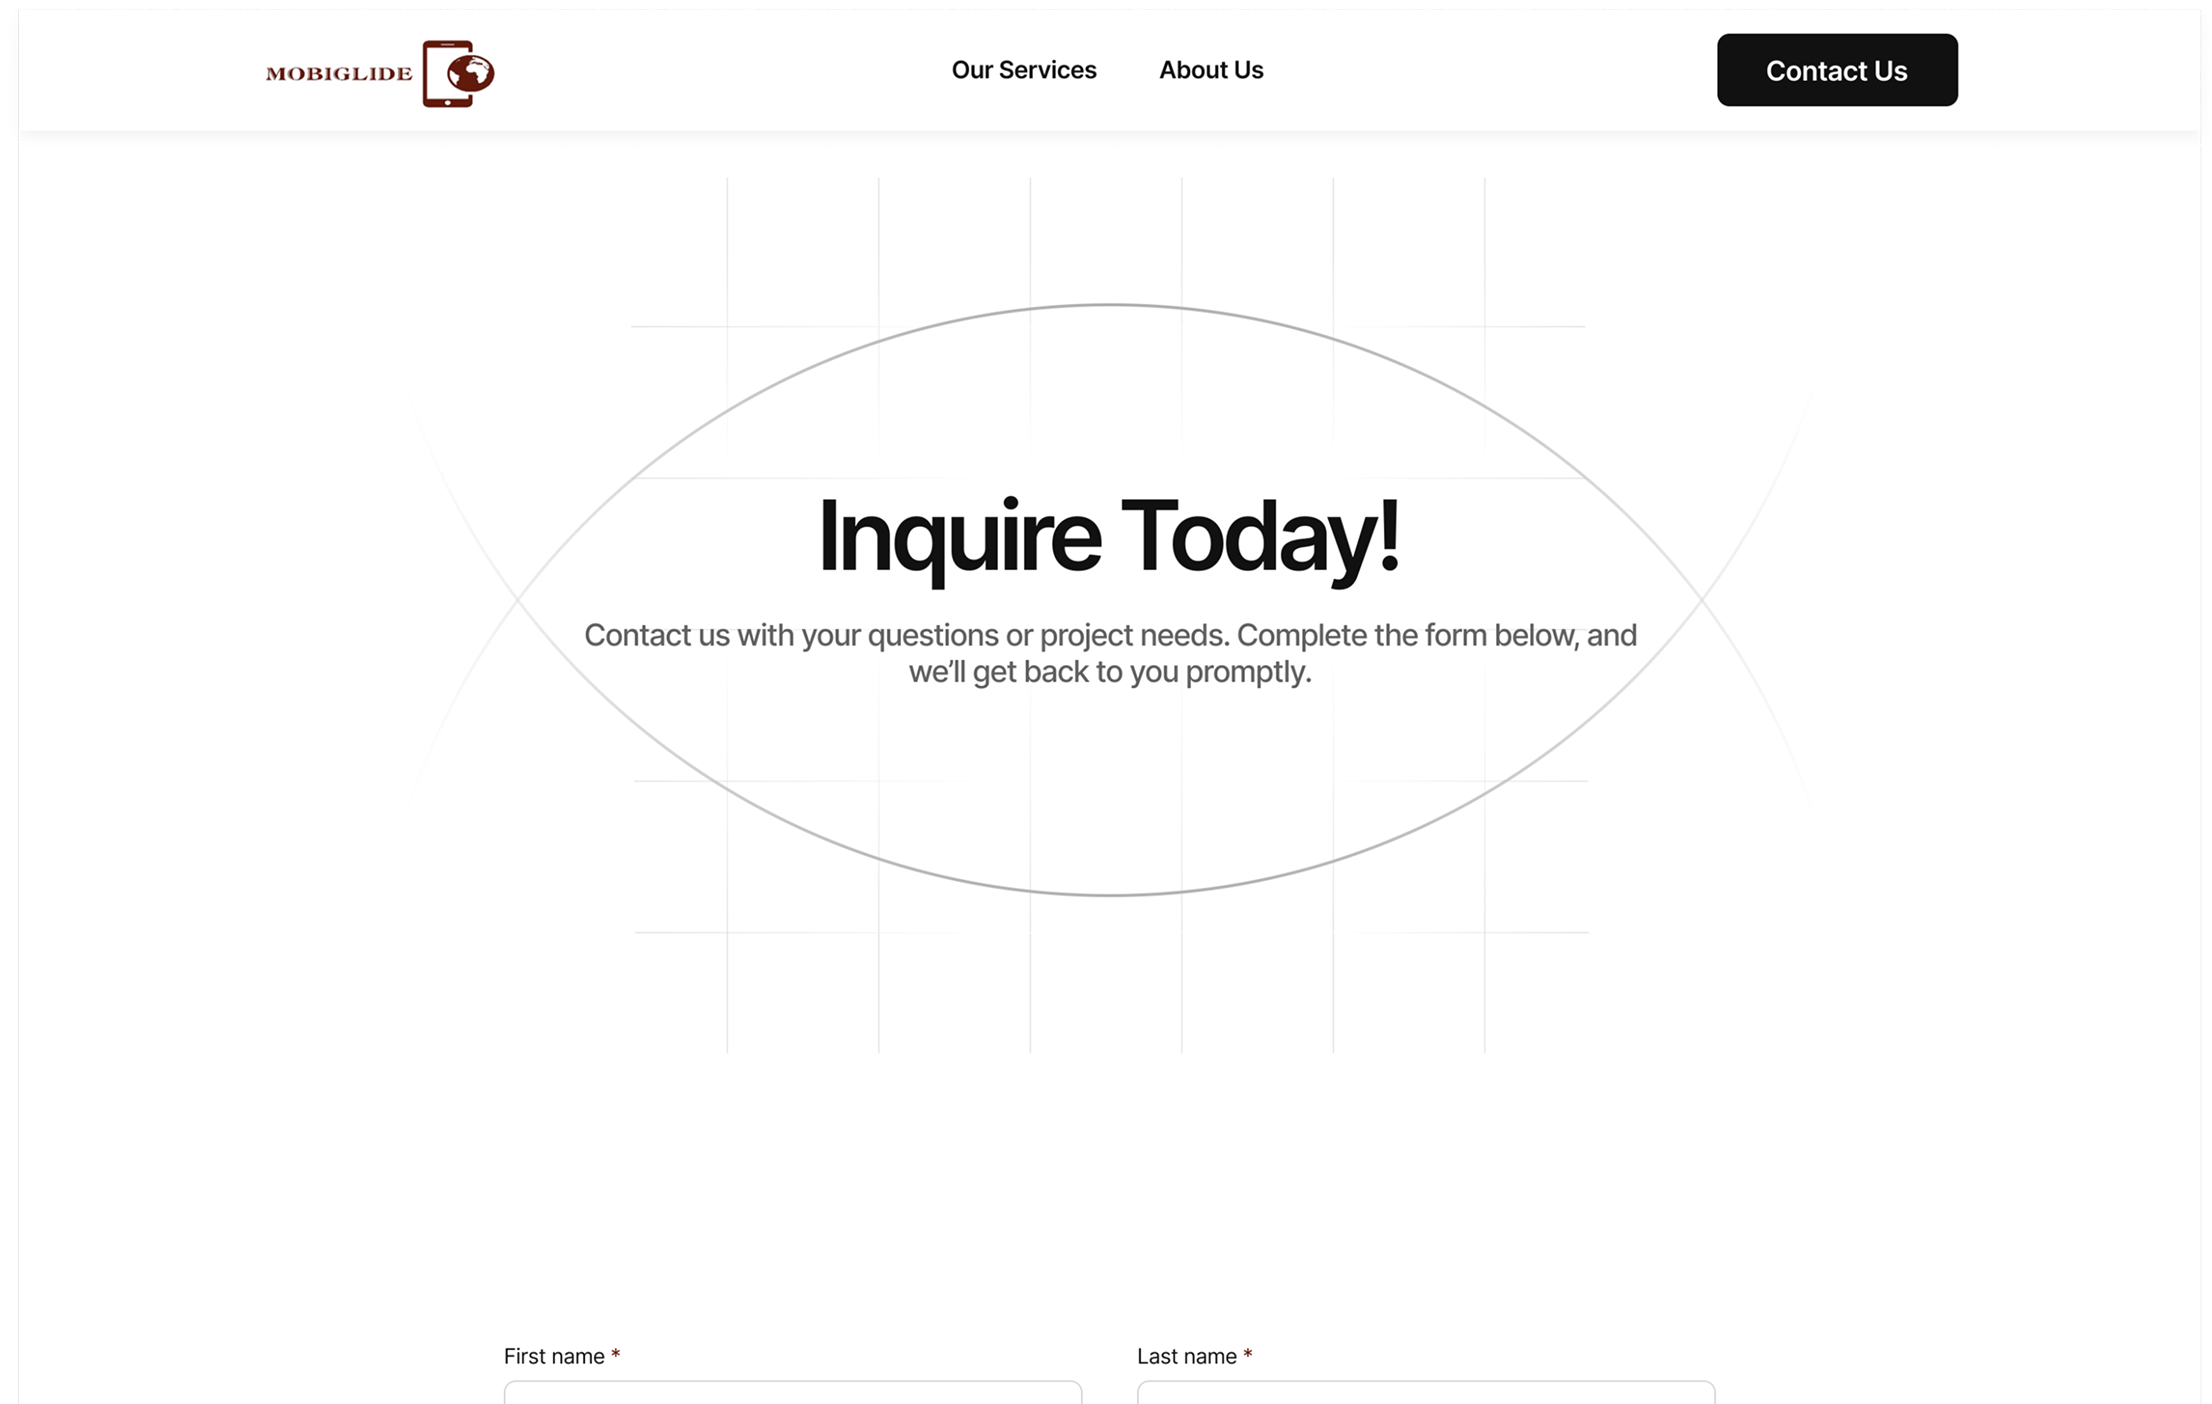 MOBIGLIDE
Our Services
About Us
Contact Us
Inquire Today!
Contact us with your questions or project needs. Complete the form below, and
we’ll get back to you promptly.
First name *
Last name *